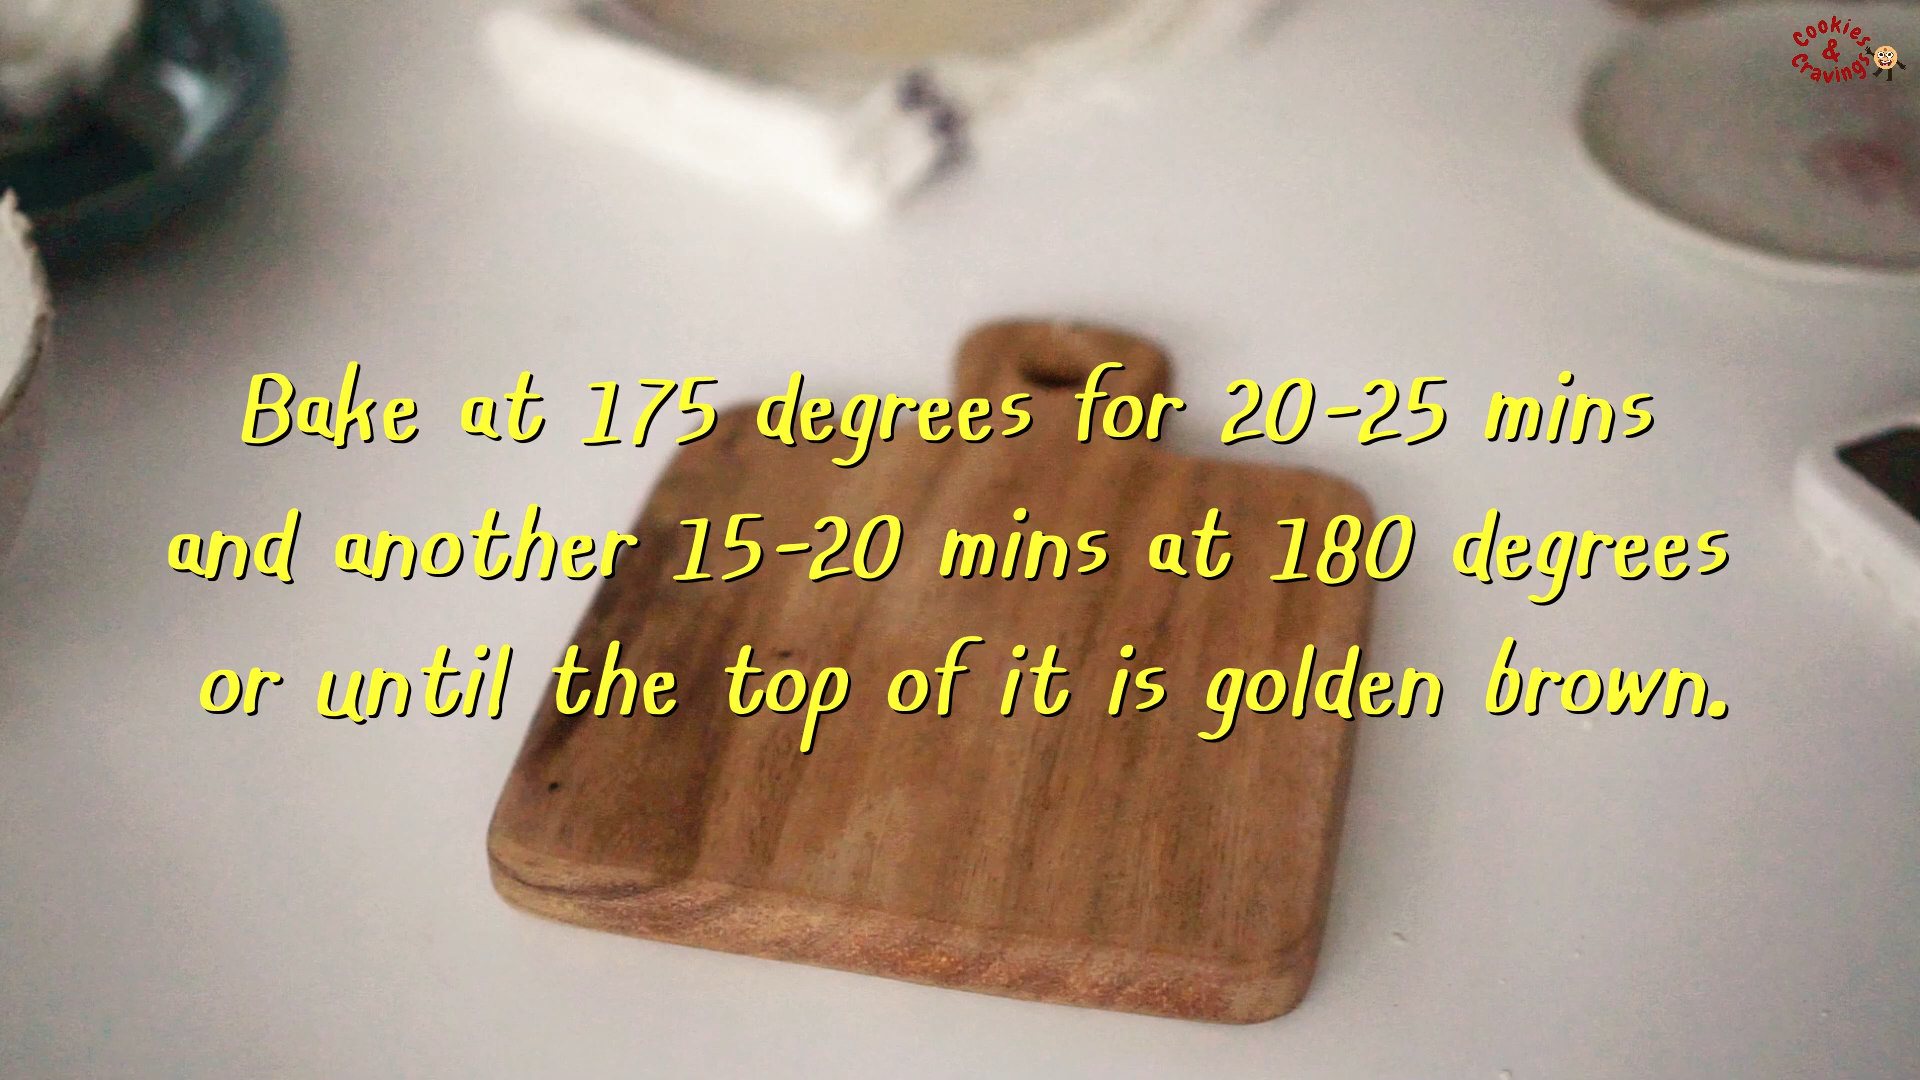 Cookies
&
Cravings
Bake at 175 degrees for 20-25 mins
and another 15-20 mins at 180 degrees
or until the top of it is golden brown.